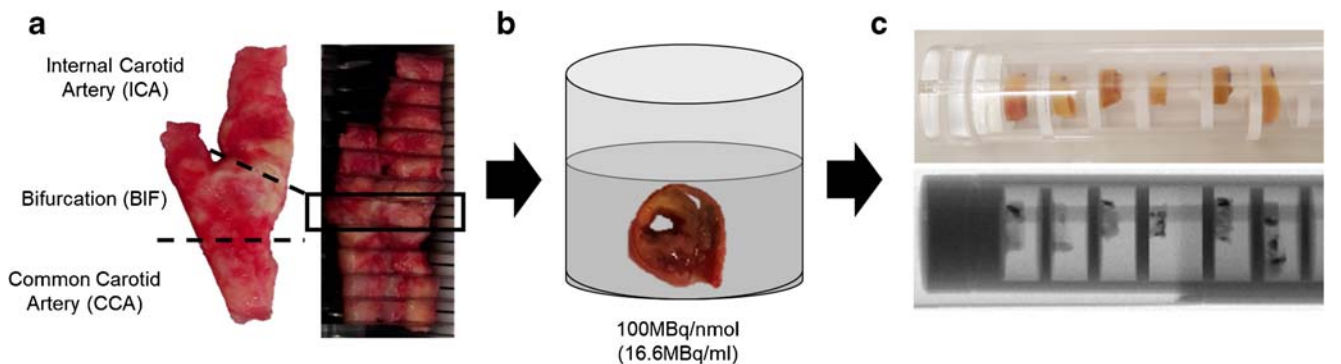 a
Internal Carotid
Artery (ICA)
Bifurcation (BIF)
Common Carotid
Artery (CCA)
b
100MBq/nmol
(16.6MBq/ml)
c